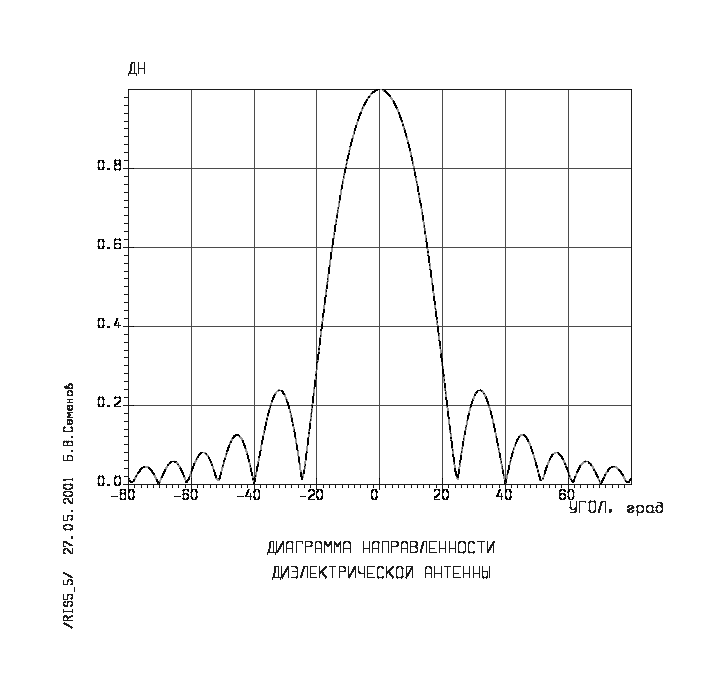 ДН
0.8
0.6
0.4
0.2
0.0
-80 -60 -40 -20 0 20 40 60
УГОЛ, град
ДИАГРАММА НАПРАВЛЕННОСТИ
ДИЭЛЕКТРИЧЕСКОЙ АНТЕННЫ
/RIS5_5/ 27.05.2001 Б.В.Семенов